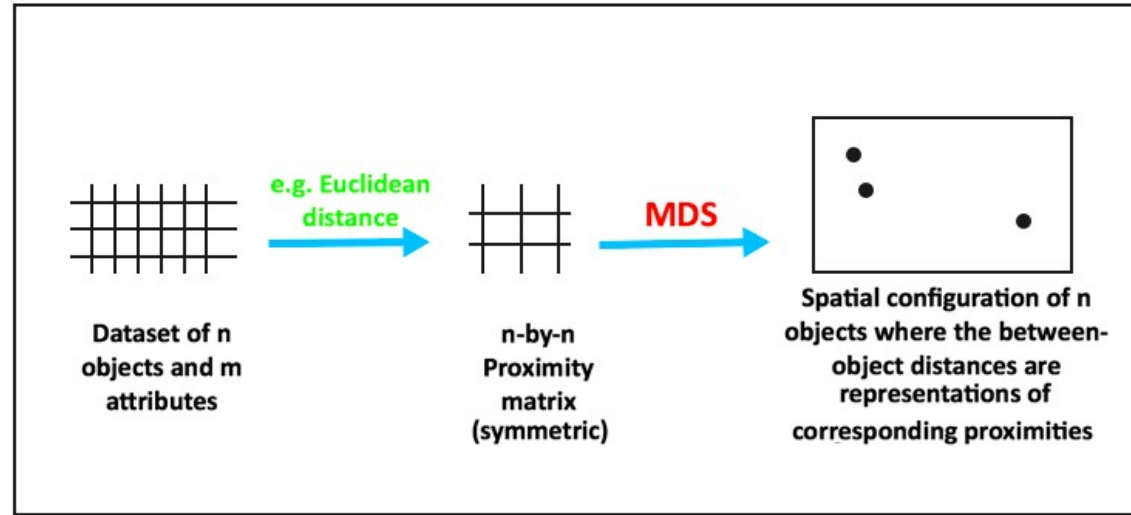 e.g. Euclidean
distance
MDS
Dataset of n
objects and m
attributes
n-by-n
Proximity
matrix
(symmetric)
Spatial configuration of n
objects where the between-
object distances are
representations of
corresponding proximities